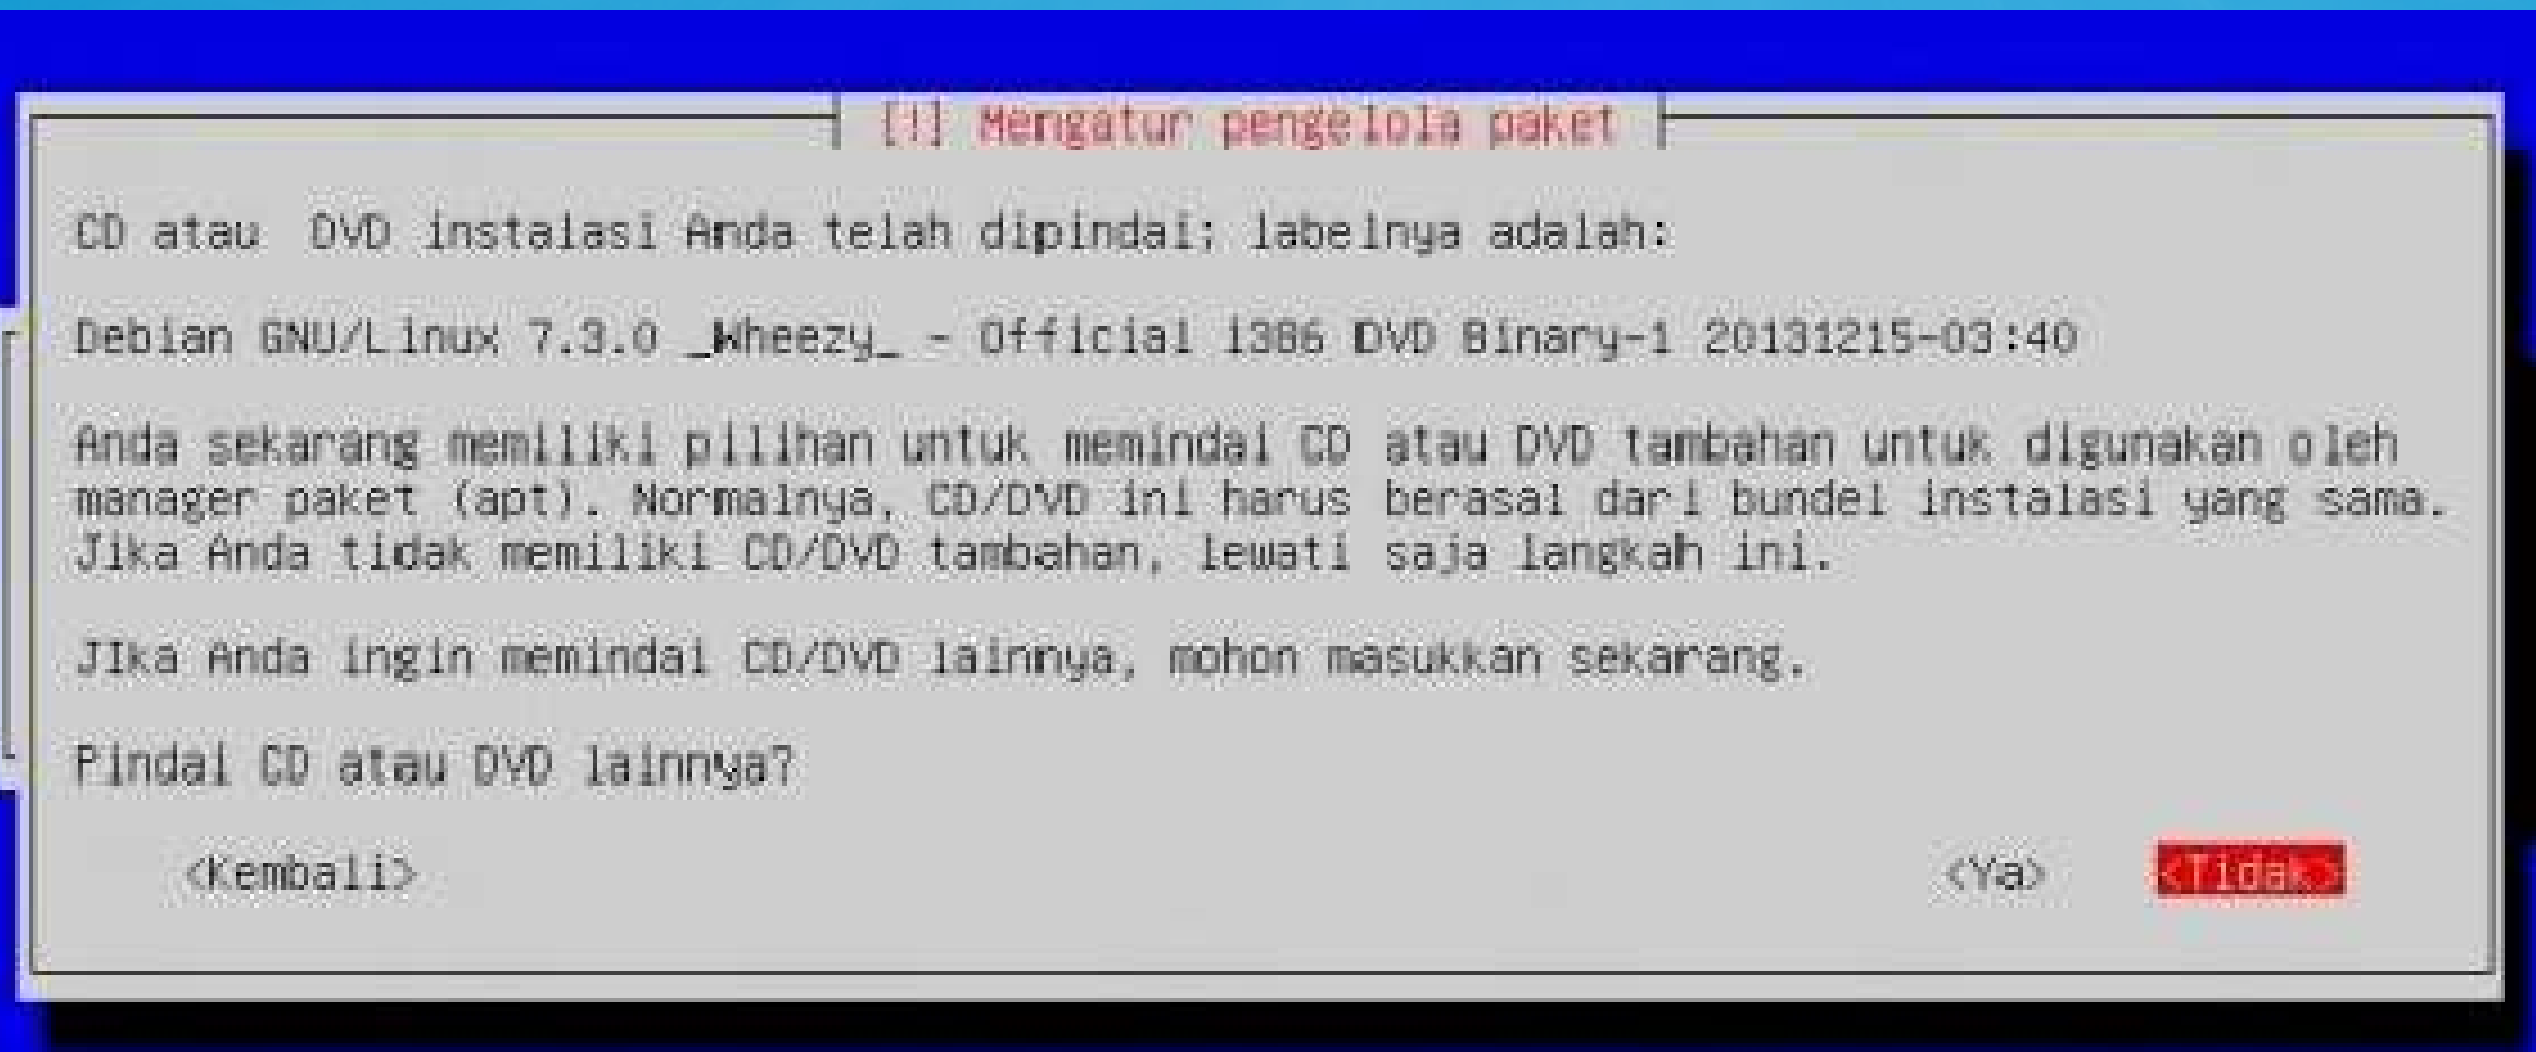 [!] Mengatur pengelola paket
CD atau DVD instalasi Anda telah dipindai; labelnya adalah:
Debian GNU/Linux 7.3.0 _Wheezy_ - Official i386 DVD Binary-1 20131215-03:40
Anda sekarang memiliki pilihan untuk memindai CD atau DVD tambahan untuk digunakan oleh
manager paket (apt). Normalnya, CD/DVD ini harus berasal dari bundel instalasi yang sama.
Jika Anda tidak memiliki CD/DVD tambahan, lewati saja langkah ini.
JIka Anda ingin memindai CD/DVD lainnya, mohon masukkan sekarang.
Pindai CD atau DVD lainnya?
<Kembali> <Ya> <Tidak>